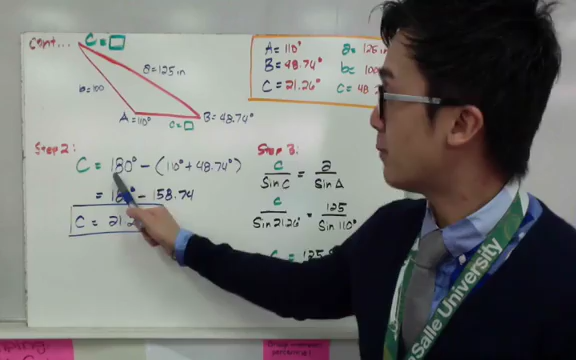 Cont... C = □
a = 125 in
b = 100
A = 110° B = 48.74°
c = □
A = 110° a = 125 in
B = 48.74° b = 100
C = 21.26° c = 48
Step 2:
C = 180° - (110° + 48.74°)
= 180° - 158.74
C = 21.2
Step 3:
c / Sin C = a / Sin A
c / Sin 21.26° = 125 / Sin 110°
Salle University